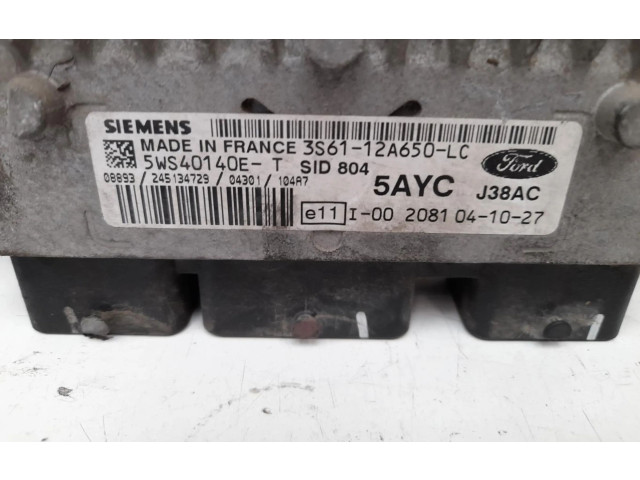 SIEMENS
MADE IN FRANCE 3S61-12A650-LC
5WS40140E- T SID 804
08893/245134729/04301/104A7
5AYC J38AC
Ford
e11 I-00 2081 04-10-27